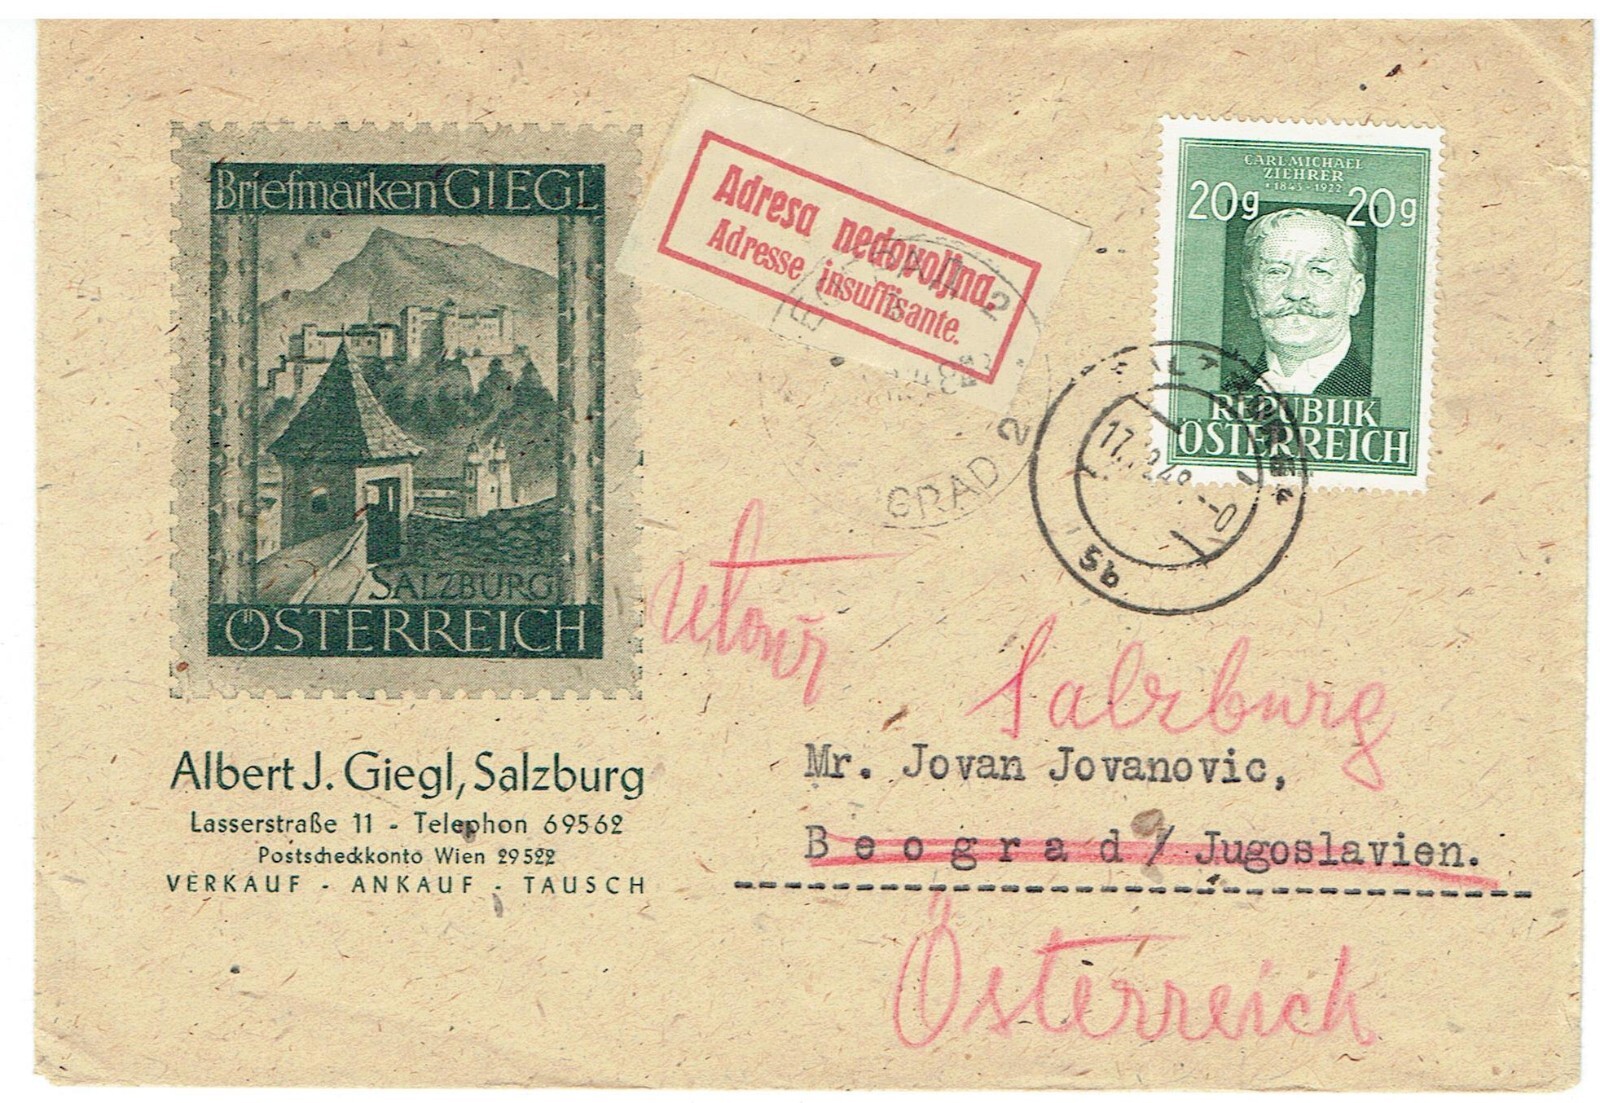 Briefmarken GIEGL
SALZBURG
ÖSTERREICH
Albert J. Giegl, Salzburg
Lasserstraße 11 - Telephon 69562
Postscheckkonto Wien 29522
VERKAUF - ANKAUF - TAUSCH
Adresa nedovoljna.
Adresse insuffisante.
2
GRAD 2
CARL MICHAEL
ZIEHRER
* 1843 - 1922
20g 20g
REPUBLIK
ÖSTERREICH
17.
5b
Salzburg
Mr. Jovan Jovanovic,
Beograd / Jugoslavien.
Österreich